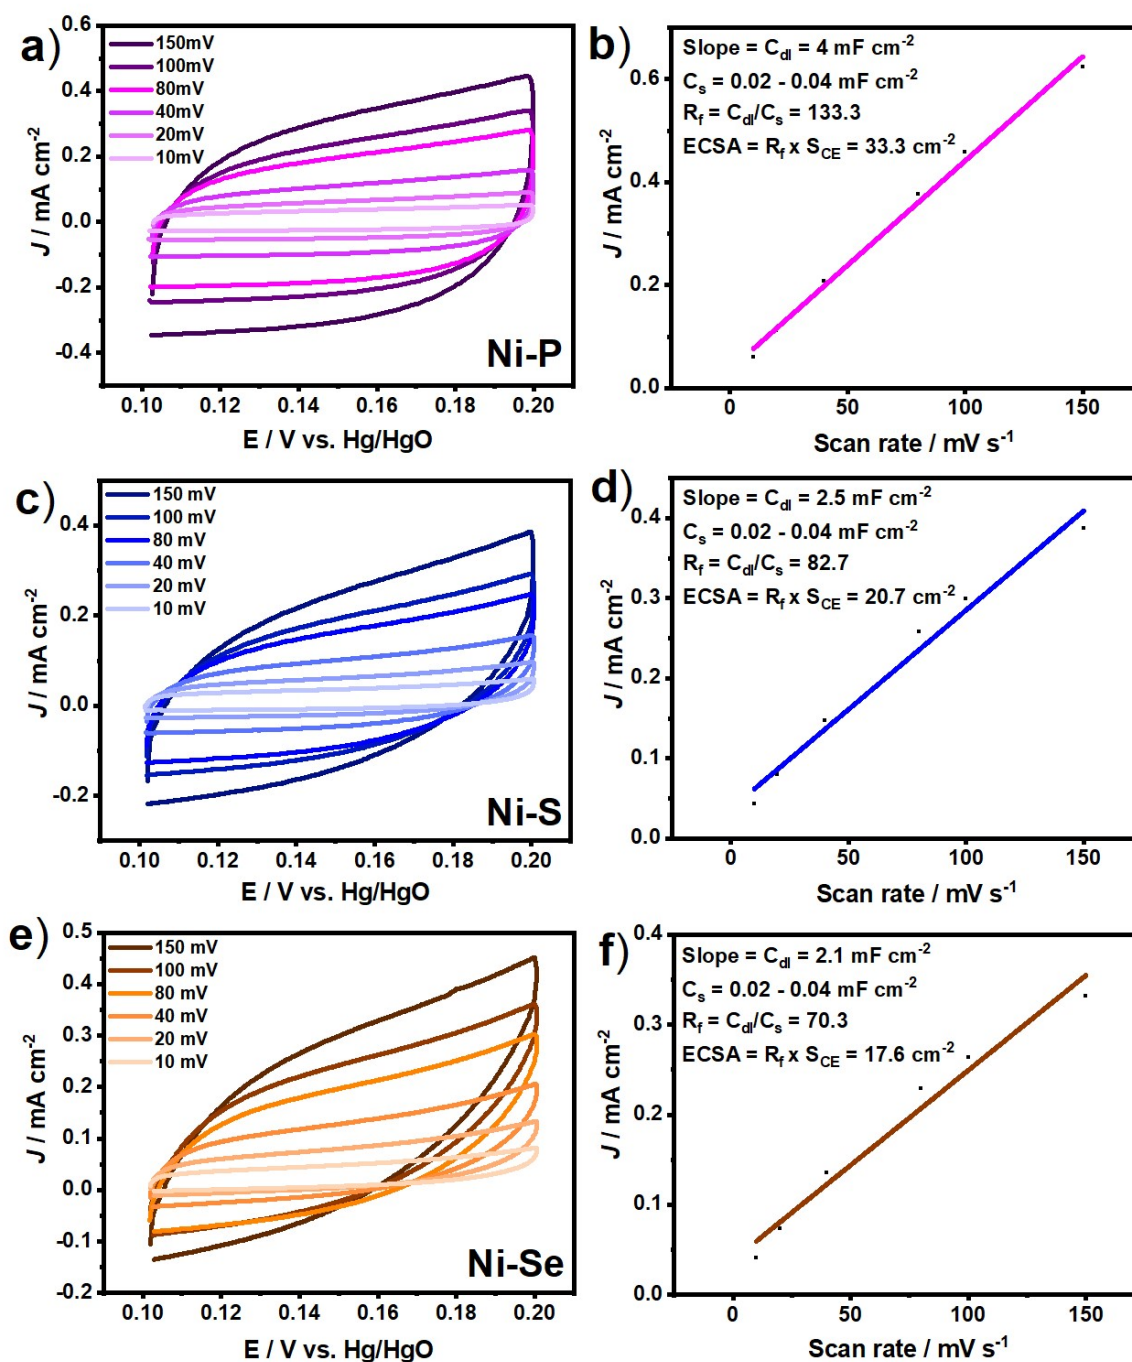 a)
150mV
100mV
80mV
40mV
20mV
10mV
0.6
0.4
0.2
0.0
-0.2
-0.4
J / mA cm⁻²
Ni-P
0.10 0.12 0.14 0.16 0.18 0.20
E / V vs. Hg/HgO
b)
Slope = Cdl = 4 mF cm⁻²
Cs = 0.02 - 0.04 mF cm⁻²
Rf = Cdl/Cs = 133.3
ECSA = Rf x SCE = 33.3 cm⁻²
0.6
0.4
0.2
0.0
J / mA cm⁻²
0 50 100 150
Scan rate / mV s⁻¹
c)
150 mV
100 mV
80 mV
40 mV
20 mV
10 mV
0.4
0.2
0.0
-0.2
J / mA cm⁻²
Ni-S
0.10 0.12 0.14 0.16 0.18 0.20
E / V vs. Hg/HgO
d)
Slope = Cdl = 2.5 mF cm⁻²
Cs = 0.02 - 0.04 mF cm⁻²
Rf = Cdl/Cs = 82.7
ECSA = Rf x SCE = 20.7 cm⁻²
0.4
0.3
0.2
0.1
0.0
J / mA cm⁻²
0 50 100 150
Scan rate / mV s⁻¹
e)
150 mV
100 mV
80 mV
40 mV
20 mV
10 mV
0.5
0.4
0.3
0.2
0.1
0.0
-0.1
-0.2
J / mA cm⁻²
Ni-Se
0.10 0.12 0.14 0.16 0.18 0.20
E / V vs. Hg/HgO
f)
Slope = Cdl = 2.1 mF cm⁻²
Cs = 0.02 - 0.04 mF cm⁻²
Rf = Cdl/Cs = 70.3
ECSA = Rf x SCE = 17.6 cm⁻²
0.4
0.3
0.2
0.1
0.0
J / mA cm⁻²
0 50 100 150
Scan rate / mV s⁻¹